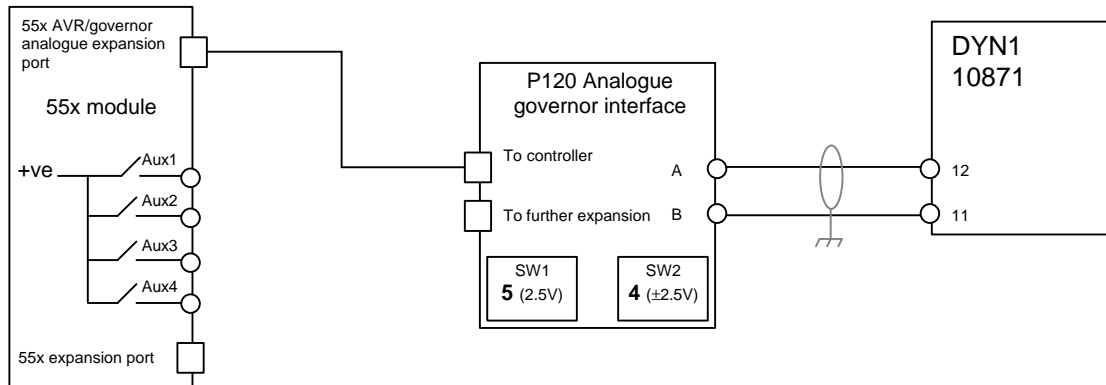 55x AVR/governor
analogue expansion
port
55x module
+ve
Aux1
Aux2
Aux3
Aux4
55x expansion port
P120 Analogue
governor interface
To controller
A
To further expansion
B
SW1
5 (2.5V)
SW2
4 (±2.5V)
DYN1
10871
12
11